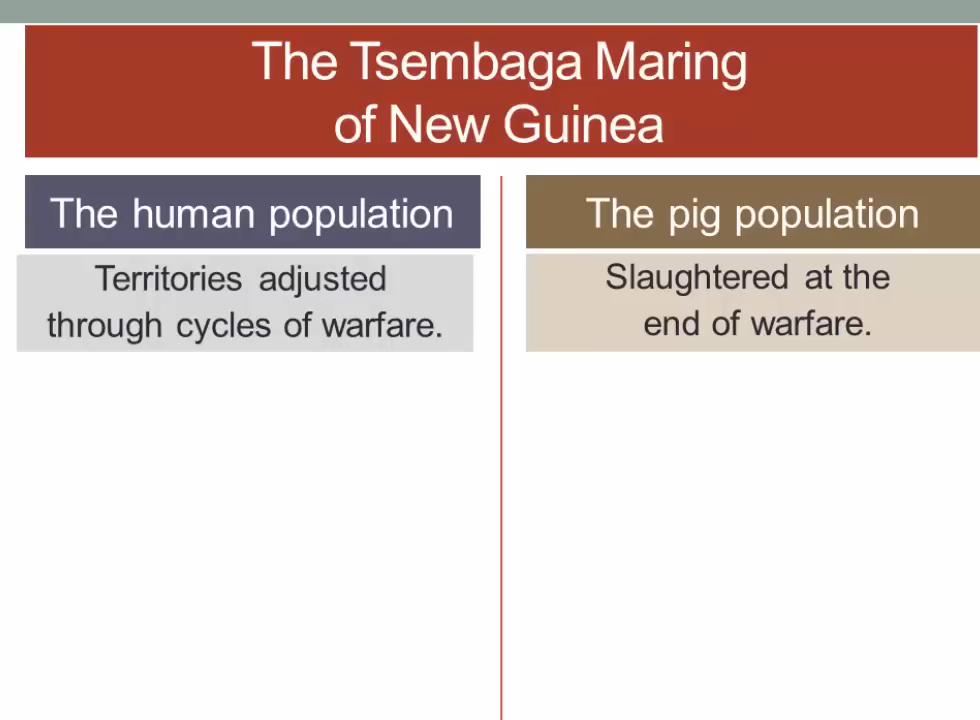 The Tsembaga Maring
of New Guinea
The human population
Territories adjusted
through cycles of warfare.
The pig population
Slaughtered at the
end of warfare.